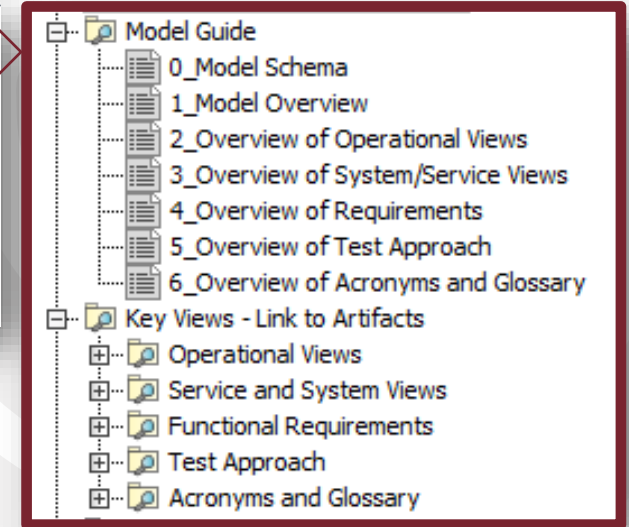 Model Guide
0_Model Schema
1_Model Overview
2_Overview of Operational Views
3_Overview of System/Service Views
4_Overview of Requirements
5_Overview of Test Approach
6_Overview of Acronyms and Glossary
Key Views - Link to Artifacts
Operational Views
Service and System Views
Functional Requirements
Test Approach
Acronyms and Glossary